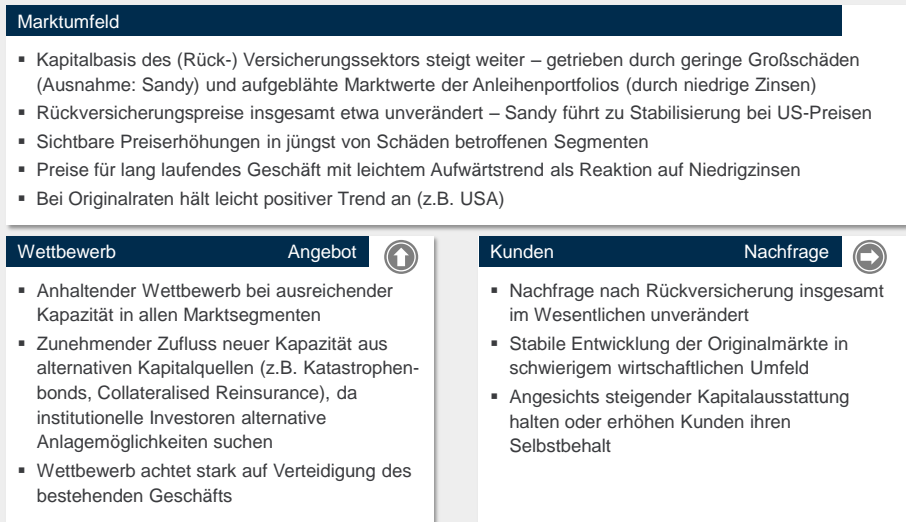 Marktumfeld
▪ Kapitalbasis des (Rück-) Versicherungssektors steigt weiter – getrieben durch geringe Großschäden
(Ausnahme: Sandy) und aufgeblähte Marktwerte der Anleihenportfolios (durch niedrige Zinsen)
▪ Rückversicherungspreise insgesamt etwa unverändert – Sandy führt zu Stabilisierung bei US-Preisen
▪ Sichtbare Preiserhöhungen in jüngst von Schäden betroffenen Segmenten
▪ Preise für lang laufendes Geschäft mit leichtem Aufwärtstrend als Reaktion auf Niedrigzinsen
▪ Bei Originalraten hält leicht positiver Trend an (z.B. USA)
Wettbewerb Angebot
▪ Anhaltender Wettbewerb bei ausreichender
Kapazität in allen Marktsegmenten
▪ Zunehmender Zufluss neuer Kapazität aus
alternativen Kapitalquellen (z.B. Katastrophen-
bonds, Collateralised Reinsurance), da
institutionelle Investoren alternative
Anlagemöglichkeiten suchen
▪ Wettbewerb achtet stark auf Verteidigung des
bestehenden Geschäfts
Kunden Nachfrage
▪ Nachfrage nach Rückversicherung insgesamt
im Wesentlichen unverändert
▪ Stabile Entwicklung der Originalmärkte in
schwierigem wirtschaftlichen Umfeld
▪ Angesichts steigender Kapitalausstattung
halten oder erhöhen Kunden ihren
Selbstbehalt